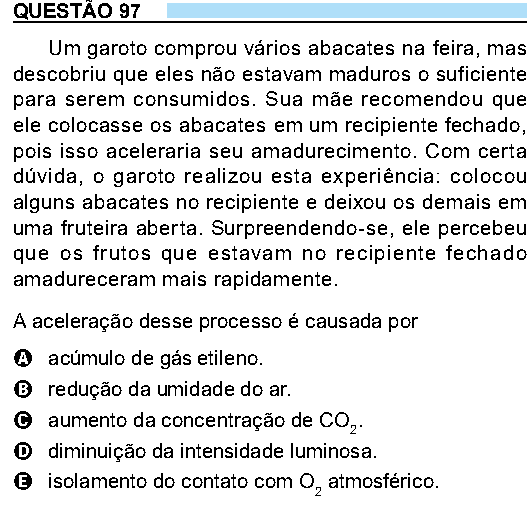 QUESTÃO 97
Um garoto comprou vários abacates na feira, mas
descobriu que eles não estavam maduros o suficiente
para serem consumidos. Sua mãe recomendou que
ele colocasse os abacates em um recipiente fechado,
pois isso aceleraria seu amadurecimento. Com certa
dúvida, o garoto realizou esta experiência: colocou
alguns abacates no recipiente e deixou os demais em
uma fruteira aberta. Surpreendendo-se, ele percebeu
que os frutos que estavam no recipiente fechado
amadureceram mais rapidamente.
A aceleração desse processo é causada por
A acúmulo de gás etileno.
B redução da umidade do ar.
C aumento da concentração de CO₂.
D diminuição da intensidade luminosa.
E isolamento do contato com O₂ atmosférico.